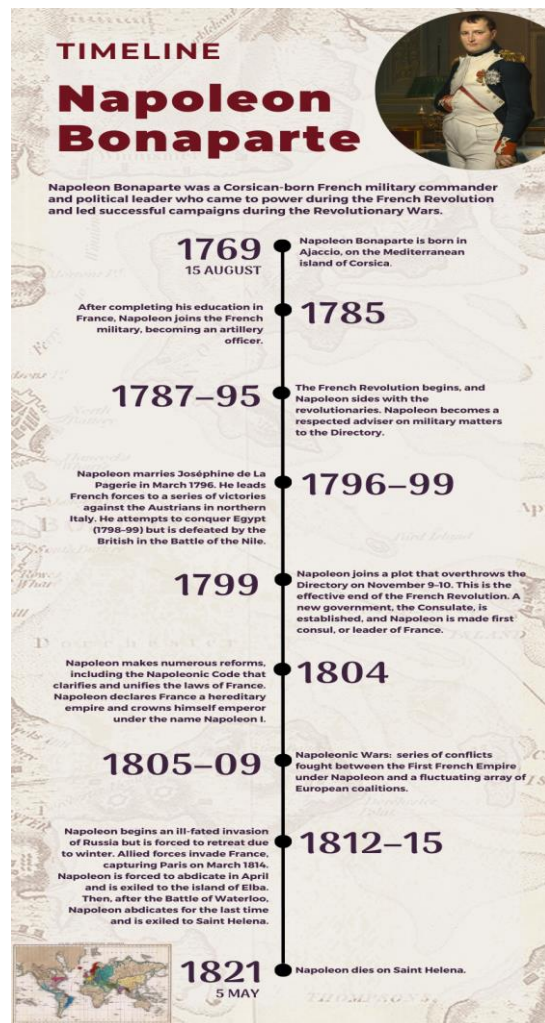 TIMELINE
Napoleon
Bonaparte
Napoleon Bonaparte was a Corsican-born French military commander
and political leader who came to power during the French Revolution
and led successful campaigns during the Revolutionary Wars.
1769
15 AUGUST
Napoleon Bonaparte is born in
Ajaccio, on the Mediterranean
island of Corsica.
1785
After completing his education in
France, Napoleon joins the French
military, becoming an artillery
officer.
1787–95
The French Revolution begins, and
Napoleon sides with the
revolutionaries. Napoleon becomes a
respected adviser on military matters
to the Directory.
1796–99
Napoleon marries Joséphine de La
Pagerie in March 1796. He leads
French forces to a series of victories
against the Austrians in northern
Italy. He attempts to conquer Egypt
(1798–99) but is defeated by the
British in the Battle of the Nile.
1799
Napoleon joins a plot that overthrows the
Directory on November 9–10. This is the
effective end of the French Revolution. A
new government, the Consulate, is
established, and Napoleon is made first
consul, or leader of France.
1804
Napoleon makes numerous reforms,
including the Napoleonic Code that
clarifies and unifies the laws of France.
Napoleon declares France a hereditary
empire and crowns himself emperor
under the name Napoleon I.
1805–09
Napoleonic Wars: series of conflicts
fought between the First French Empire
under Napoleon and a fluctuating array of
European coalitions.
1812–15
Napoleon begins an ill-fated invasion
of Russia but is forced to retreat due
to winter. Allied forces invade France,
capturing Paris on March 1814.
Napoleon is forced to abdicate in April
and is exiled to the island of Elba.
Then, after the Battle of Waterloo,
Napoleon abdicates for the last time
and is exiled to Saint Helena.
1821
5 MAY
Napoleon dies on Saint Helena.